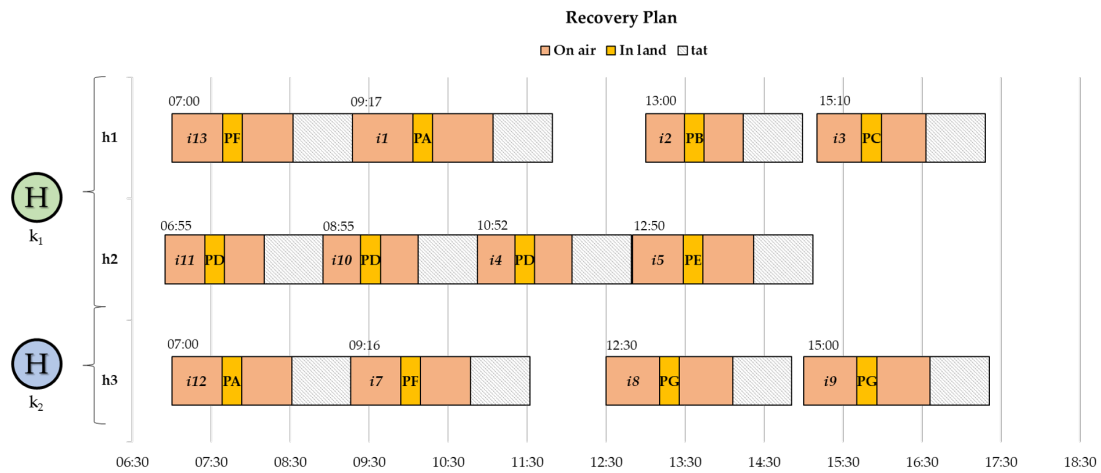 Recovery Plan
On air In land tat
07:00 09:17 13:00 15:10
h1 i13 PF i1 PA i2 PB i3 PC
H
k1
06:55 08:55 10:52 12:50
h2 i11 PD i10 PD i4 PD i5 PE
07:00 09:16 12:30 15:00
H
h3 i12 PA i7 PF i8 PG i9 PG
k2
06:30 07:30 08:30 09:30 10:30 11:30 12:30 13:30 14:30 15:30 16:30 17:30 18:30